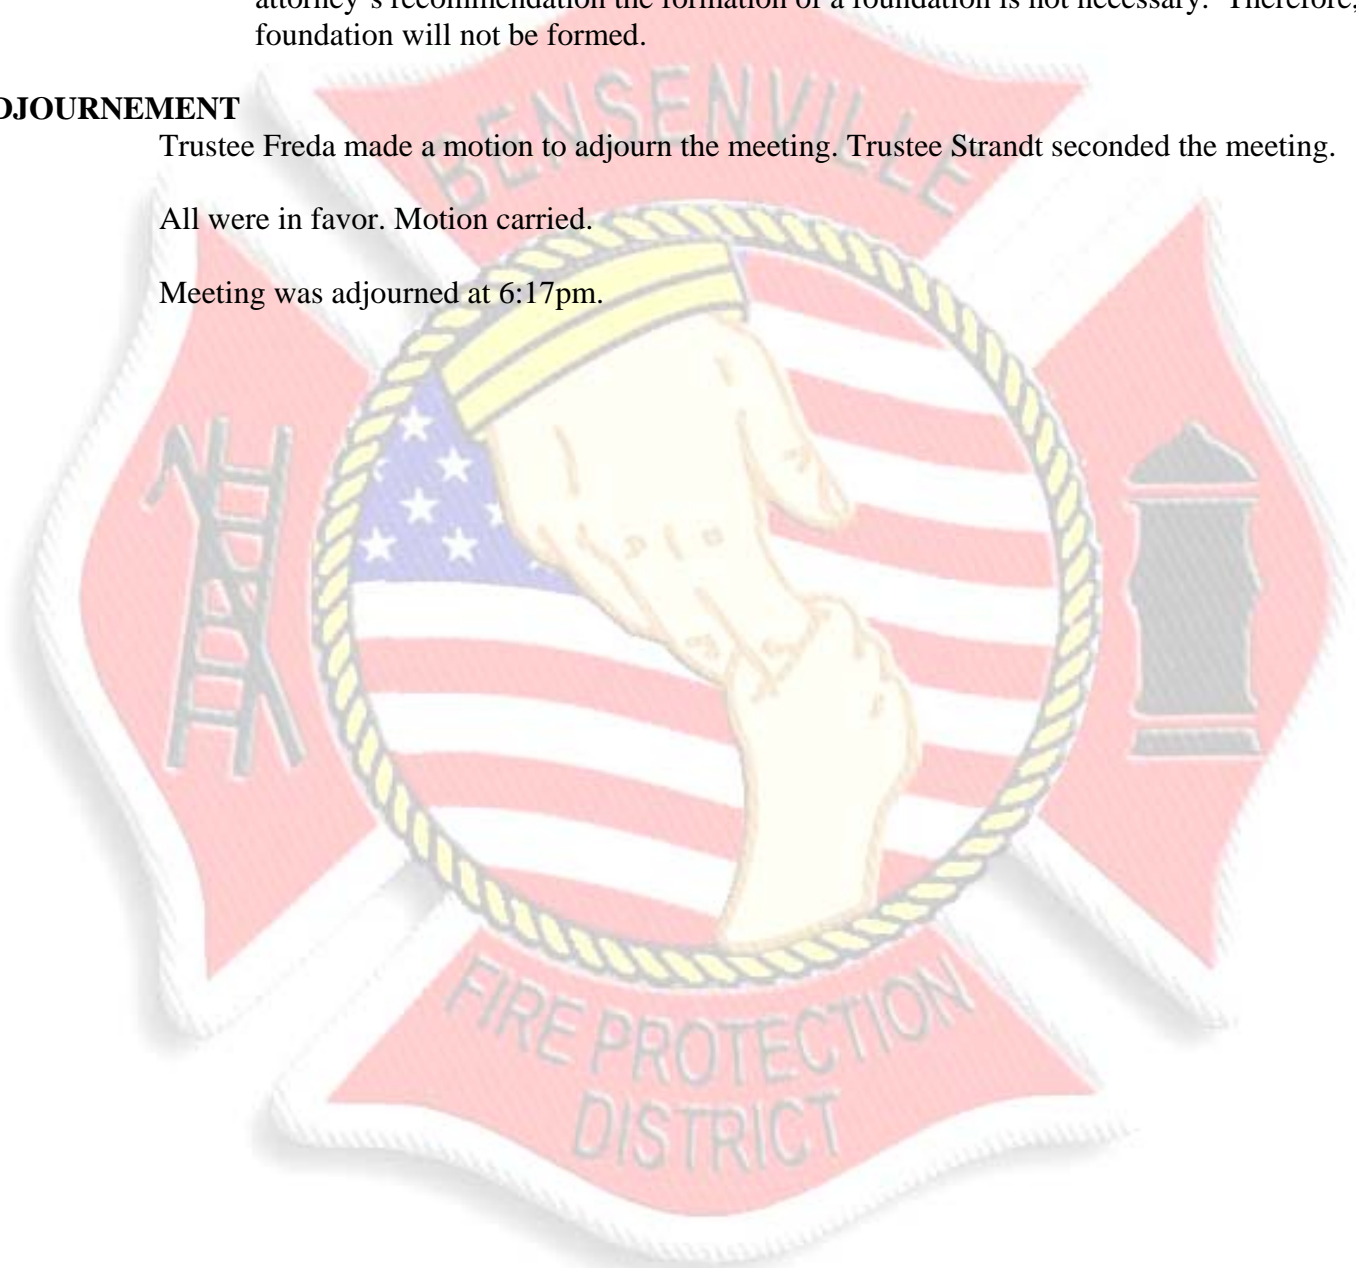 attorney's recommendation the formation of a foundation is not necessary.  Therefore,
foundation will not be formed.
DJOURNEMENT
Trustee Freda made a motion to adjourn the meeting. Trustee Strandt seconded the meeting.
All were in favor. Motion carried.
Meeting was adjourned at 6:17pm.
BENSENVILLE
FIRE PROTECTION
DISTRICT